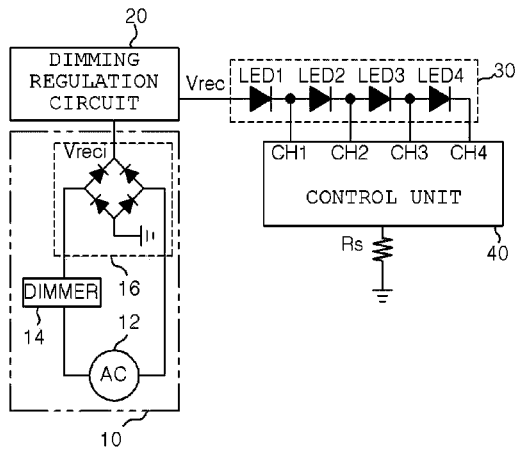 20
DIMMING
REGULATION
CIRCUIT
Vrec
LED1 LED2 LED3 LED4
30
CH1 CH2 CH3 CH4
CONTROL UNIT
40
Rs
Vreci
16
DIMMER
14
12
AC
10